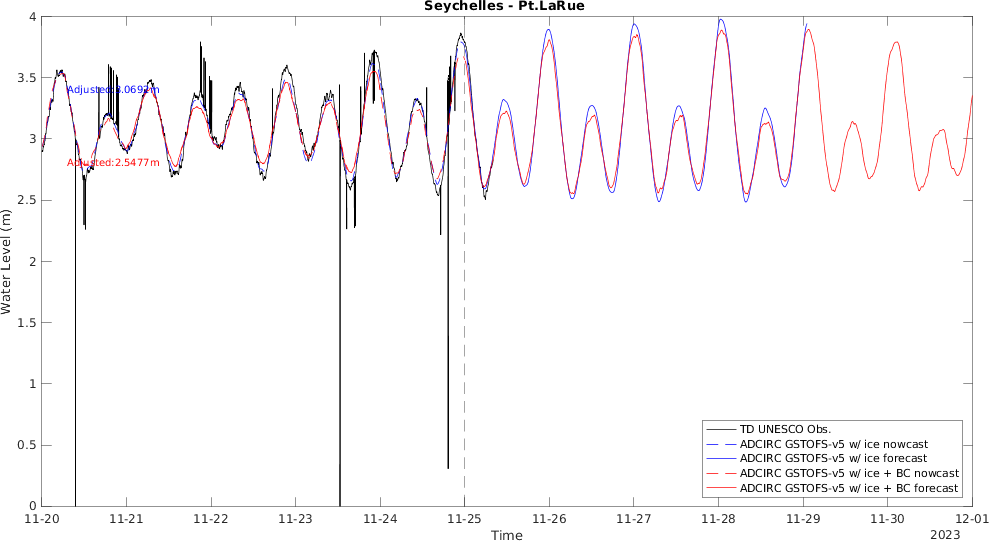 Seychelles - Pt.LaRue
4
3.5
3
2.5
2
1.5
1
0.5
0
Water Level (m)
Adjusted:3.0692m
Adjusted:2.5477m
TD UNESCO Obs.
ADCIRC GSTOFS-v5 w/ ice nowcast
ADCIRC GSTOFS-v5 w/ ice forecast
ADCIRC GSTOFS-v5 w/ ice + BC nowcast
ADCIRC GSTOFS-v5 w/ ice + BC forecast
11-20 11-21 11-22 11-23 11-24 11-25 11-26 11-27 11-28 11-29 11-30 12-01
Time
2023